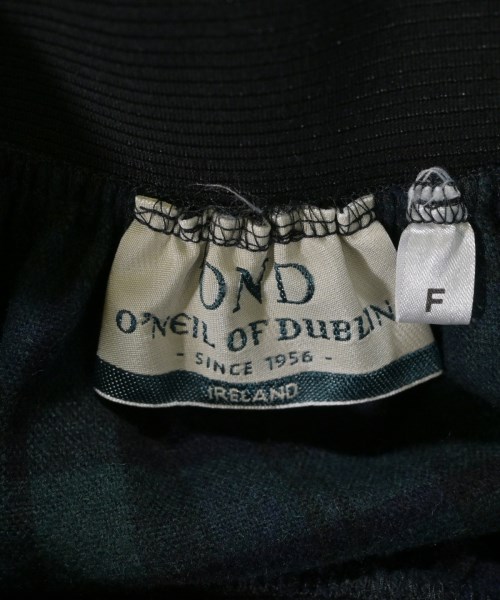 OND
O'NEIL OF DUBLIN
- SINCE 1956 -
IRELAND
F